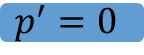 p′ = 0